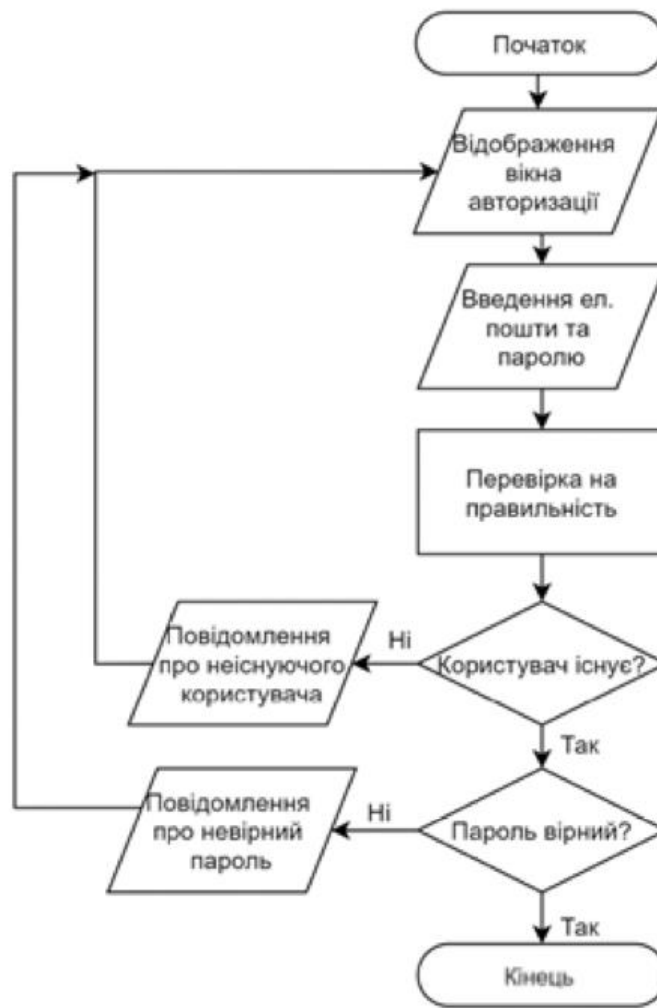 Початок
Відображення
вікна
авторизації
Введення ел.
пошти та
паролю
Перевірка на
правильність
Користувач існує?
Ні
Повідомлення
про неіснуючого
користувача
Так
Пароль вірний?
Ні
Повідомлення
про невірний
пароль
Так
Кінець